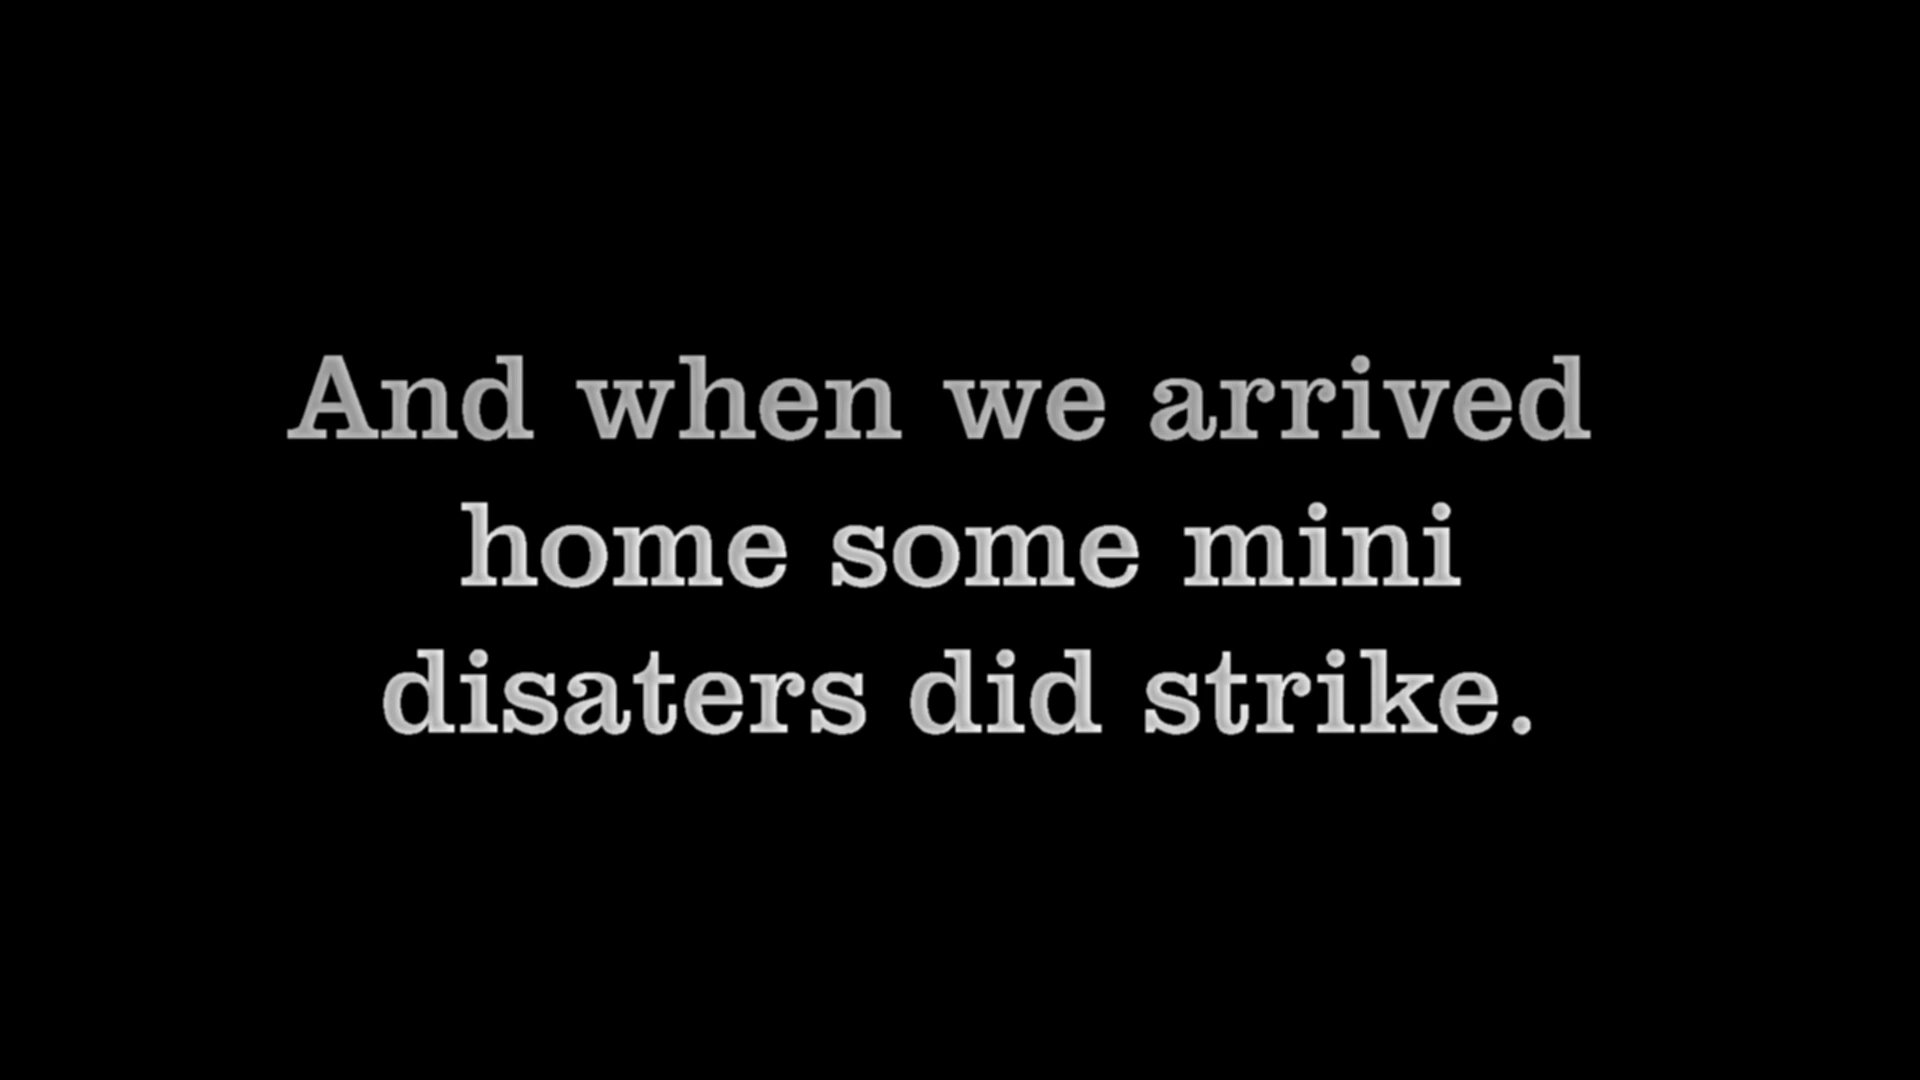 And when we arrived
home some mini
disaters did strike.